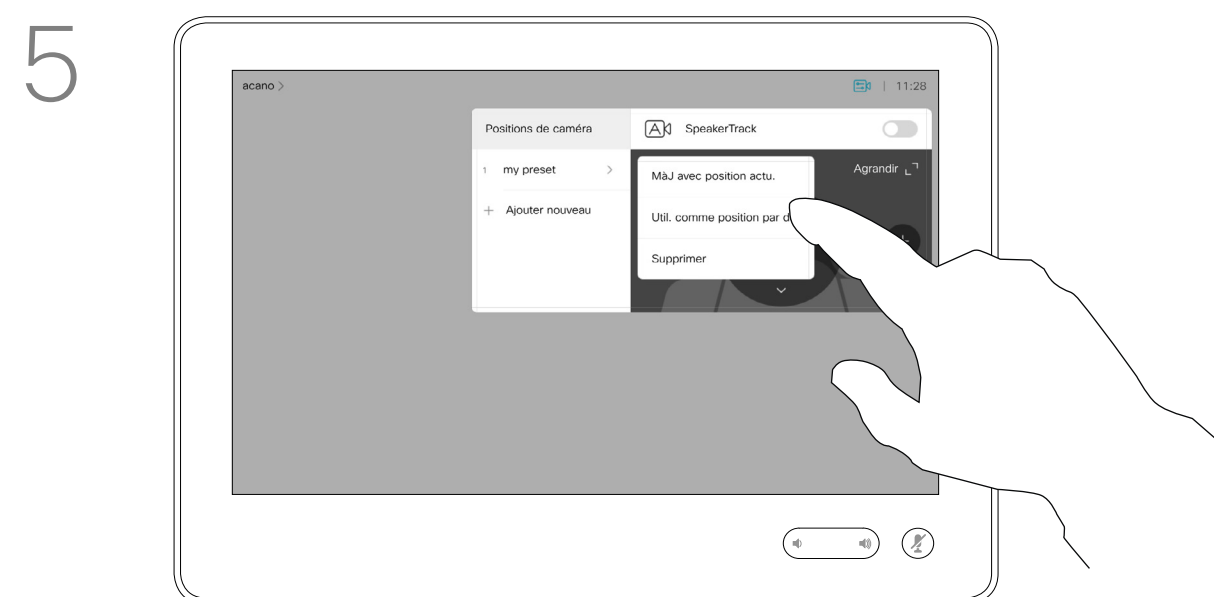 5
acano >
| 11:28
Positions de caméra
SpeakerTrack
1 my preset >
MàJ avec position actu.
Agrandir
+ Ajouter nouveau
Util. comme position par d
Supprimer